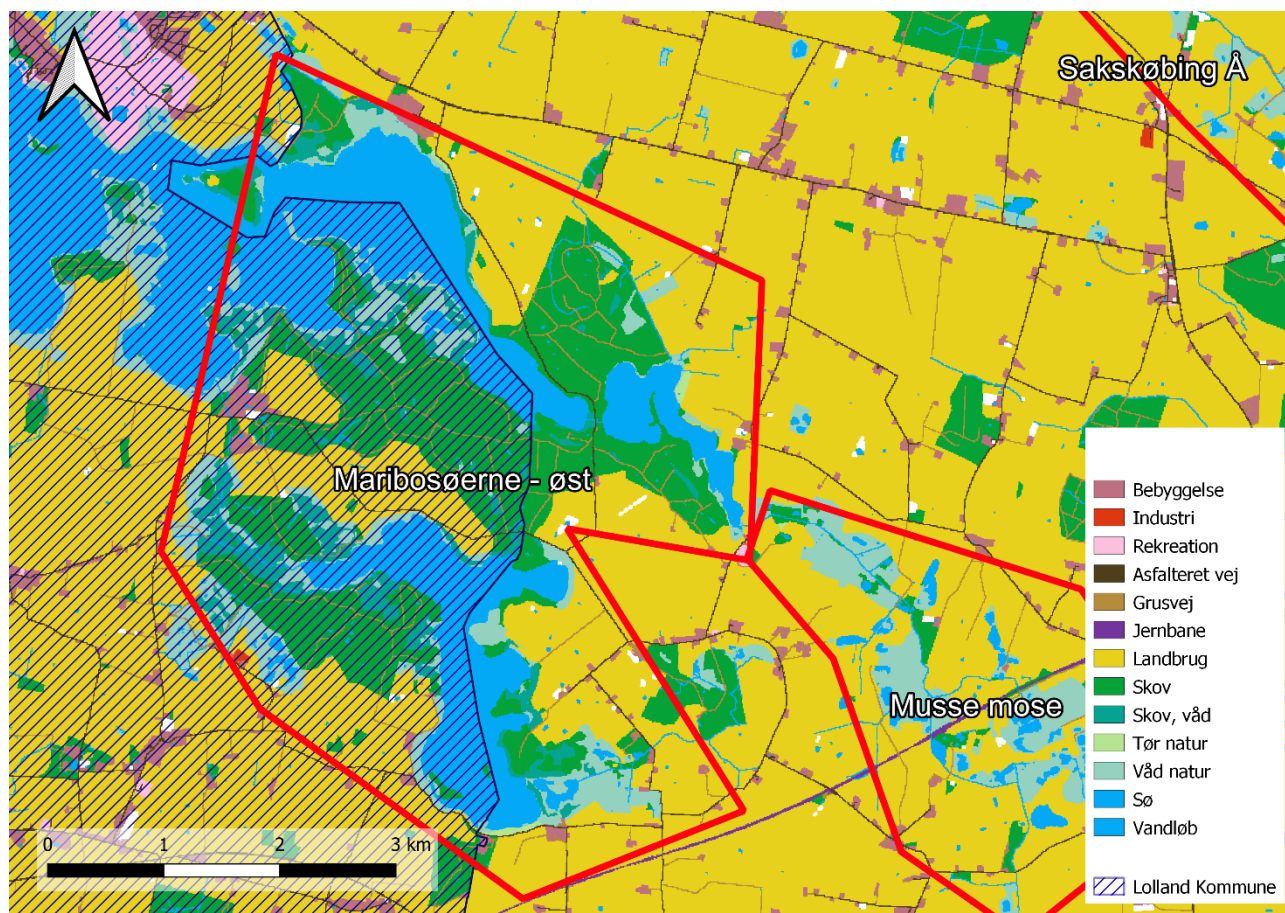 Sakskøbing Å
Maribosøerne - øst
Musse mose
Bebyggelse
Industri
Rekreation
Asfalteret vej
Grusvej
Jernbane
Landbrug
Skov
Skov, våd
Tør natur
Våd natur
Sø
Vandløb
Lolland Kommune
0 1 2 3 km